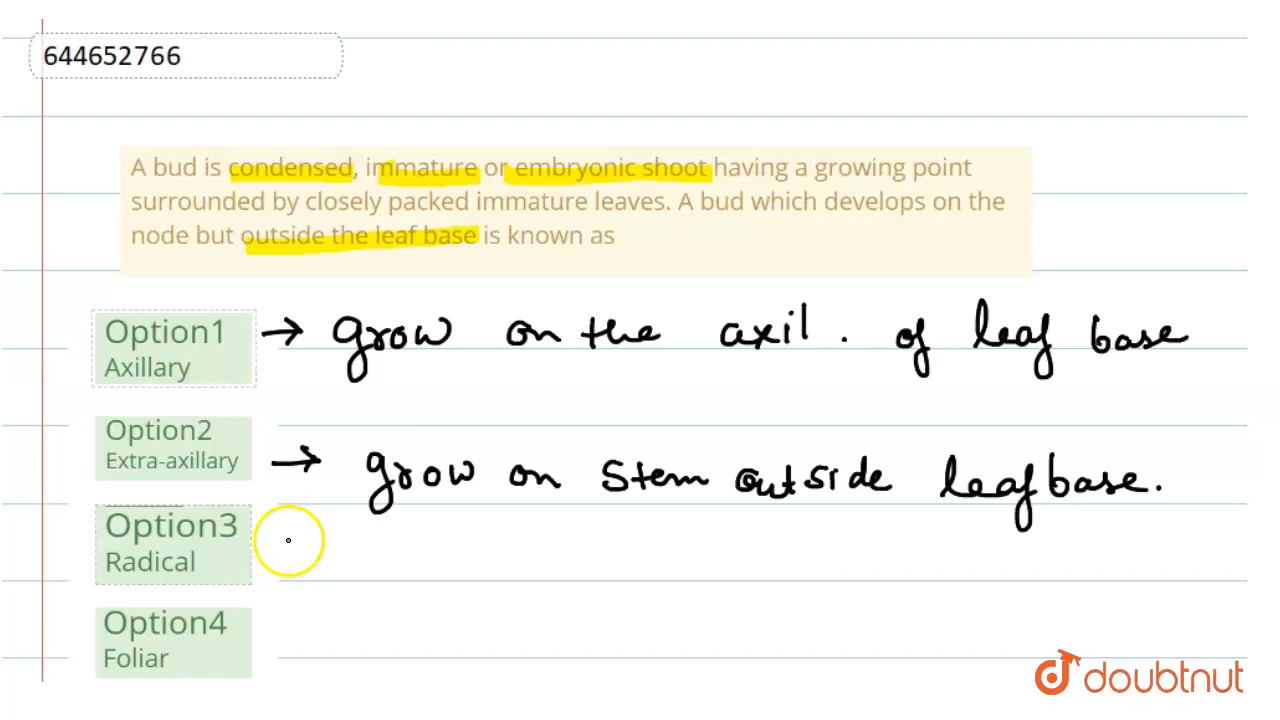 644652766
A bud is condensed, immature or embryonic shoot having a growing point
surrounded by closely packed immature leaves. A bud which develops on the
node but outside the leaf base is known as
Option1 → grow on the axil. of leaf base
Axillary
Option2
Extra-axillary → grow on stem outside leaf base.
Option3
Radical
Option4
Foliar
doubtnut